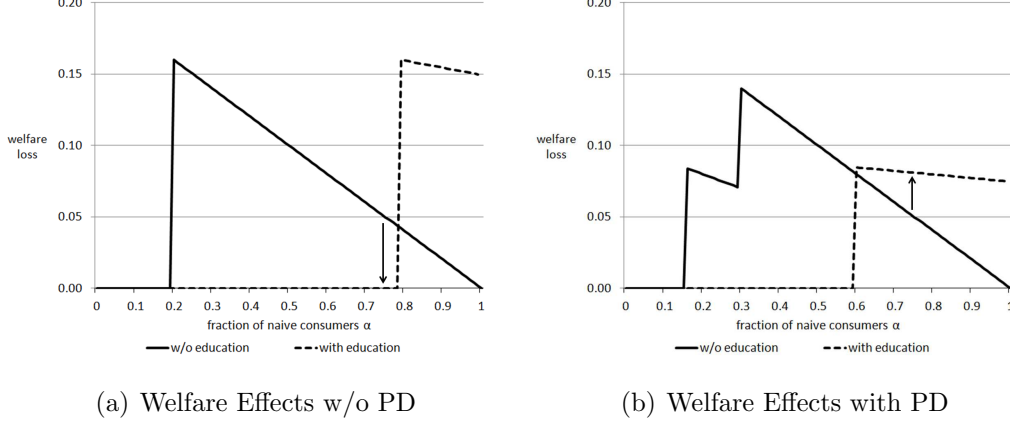 0.20
0.15
0.10
0.05
0.00
welfare
loss
0 0.1 0.2 0.3 0.4 0.5 0.6 0.7 0.8 0.9 1
fraction of naive consumers α
w/o education with education
(a) Welfare Effects w/o PD
0.20
0.15
0.10
0.05
0.00
welfare
loss
0 0.1 0.2 0.3 0.4 0.5 0.6 0.7 0.8 0.9 1
fraction of naive consumers α
w/o education with education
(b) Welfare Effects with PD